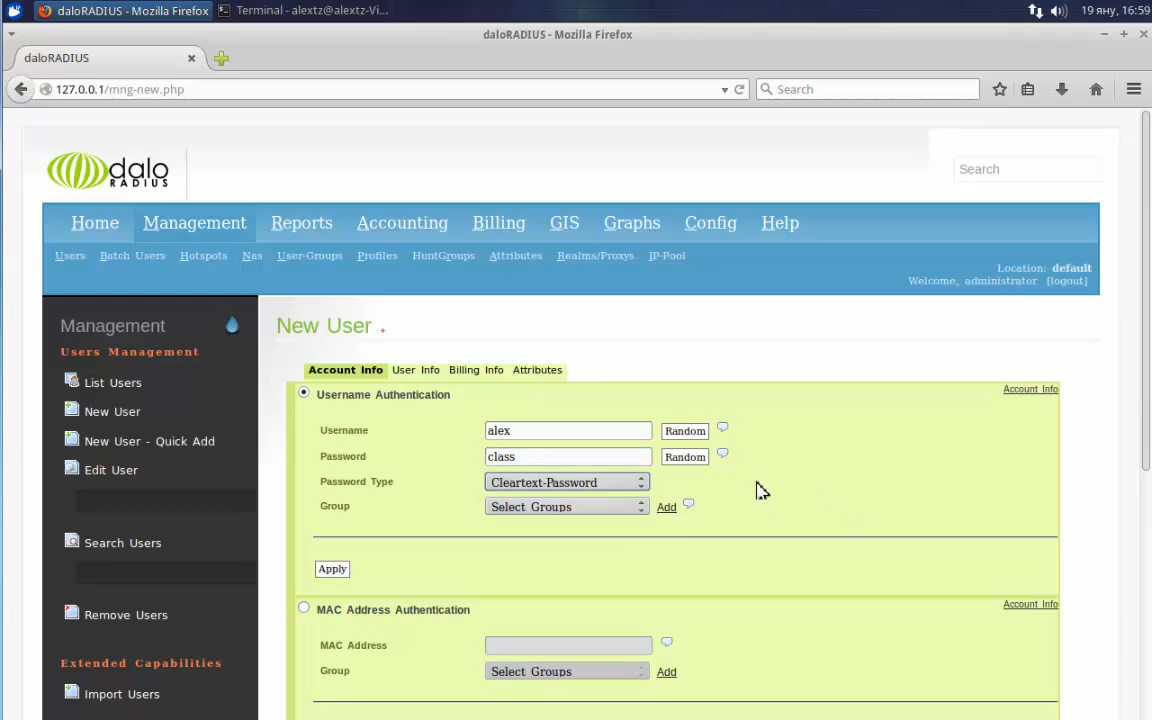 daloRADIUS - Mozilla Firefox
Terminal - alextz@alextz-Vi...
19 яну, 16:59
daloRADIUS - Mozilla Firefox
daloRADIUS
127.0.0.1/mng-new.php
Search
dalo
RADIUS
Search
Home Management Reports Accounting Billing GIS Graphs Config Help
Users Batch Users Hotspots Nas User-Groups Profiles HuntGroups Attributes Realms/Proxys IP-Pool
Location: default
Welcome, administrator [logout]
Management
Users Management
List Users
New User
New User - Quick Add
Edit User
Search Users
Remove Users
Extended Capabilities
Import Users
New User +
Account Info User Info Billing Info Attributes
Account Info
Username Authentication
Username alex Random
Password class Random
Password Type Cleartext-Password
Group Select Groups Add
Apply
Account Info
MAC Address Authentication
MAC Address
Group Select Groups Add